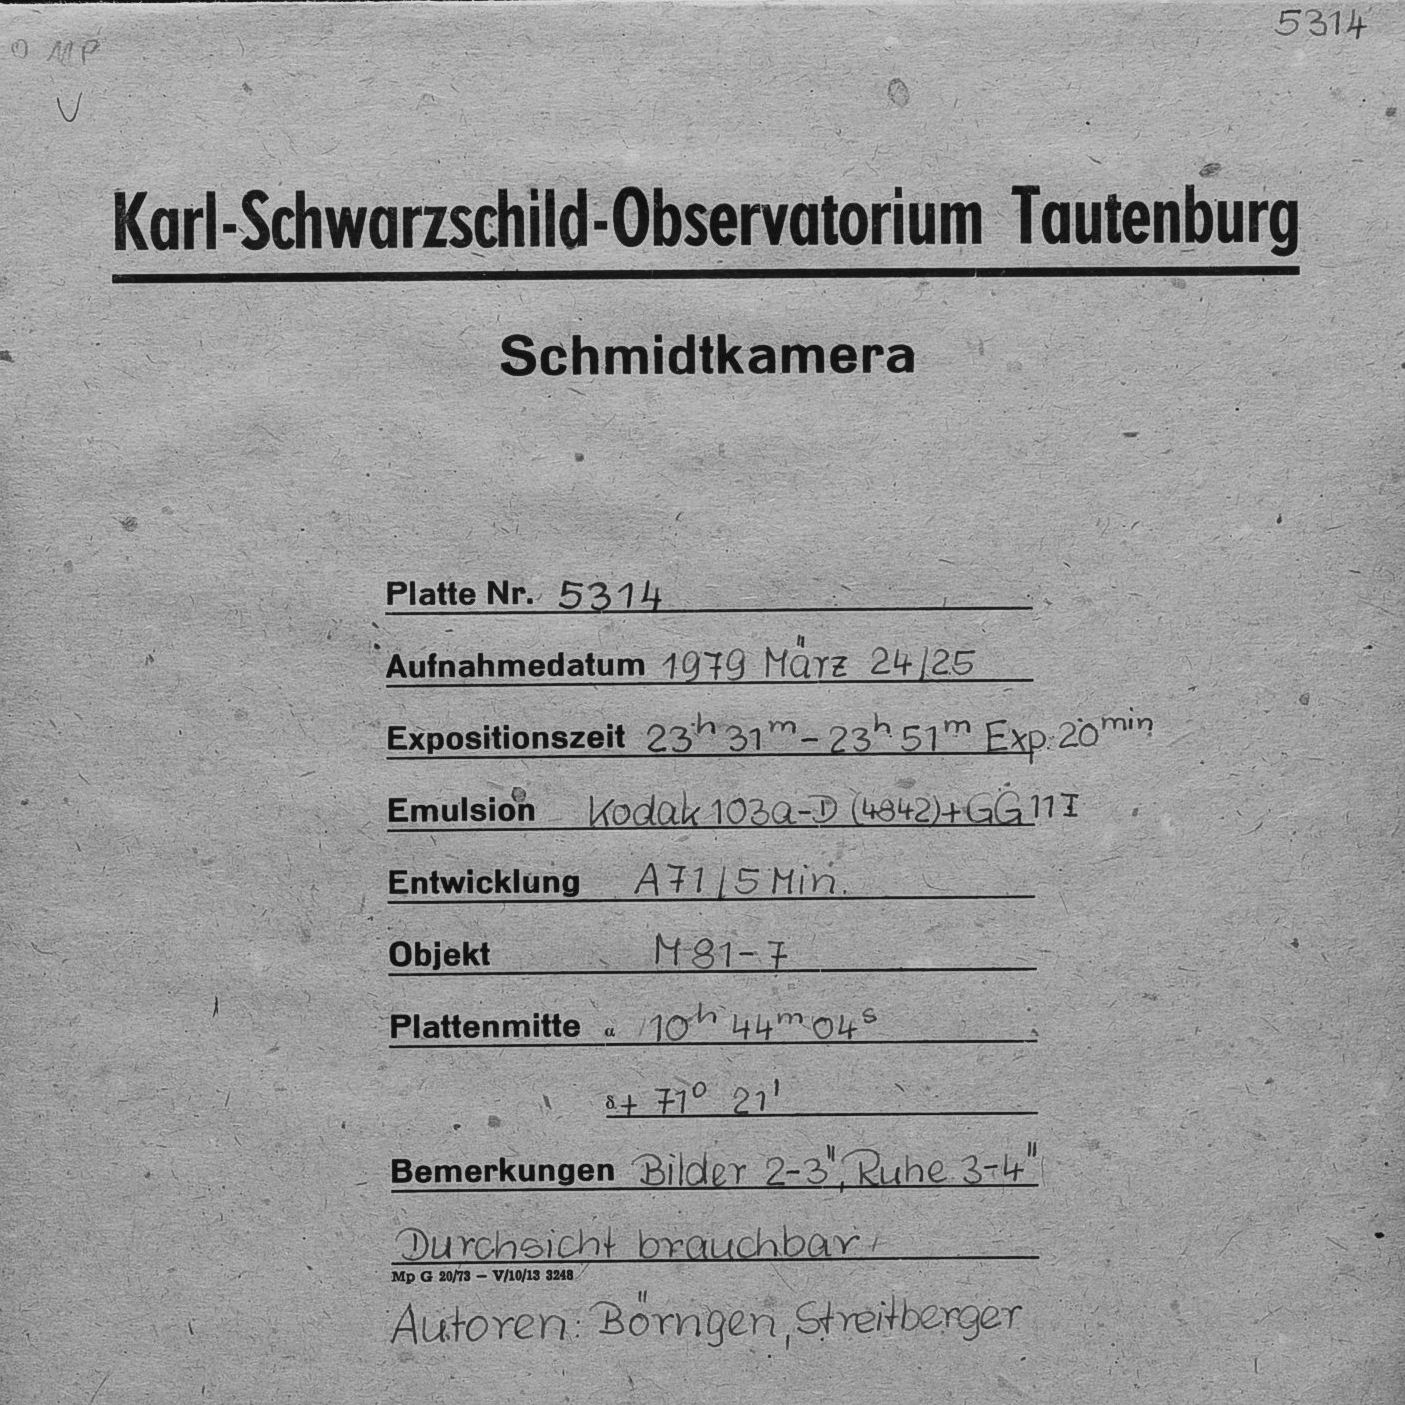 5314
O MP
V
Karl-Schwarzschild-Observatorium Tautenburg
Schmidtkamera
Platte Nr. 5314
Aufnahmedatum 1979 März 24/25
Expositionszeit 23ʰ 31ᵐ – 23ʰ 51ᵐ Exp. 20ᵐⁱⁿ
Emulsion Kodak 103a-D (4842)+GG11 I
Entwicklung A71/5 Min.
Objekt M 81-7
Plattenmitte α 10ʰ 44ᵐ 04ˢ
δ + 71° 21'
Bemerkungen Bilder 2-3", Ruhe 3-4"
Durchsicht brauchbar
Mp G 20/73 – V/10/13 3248
Autoren: Börngen, Streitberger